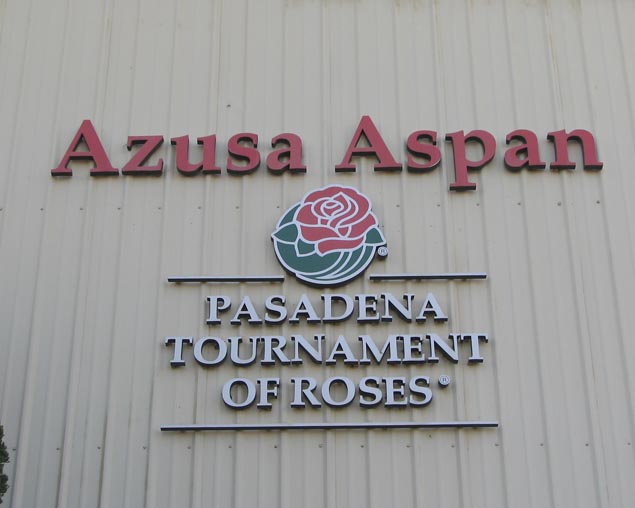 Azusa Aspan
®
PASADENA
TOURNAMENT
OF ROSES ®